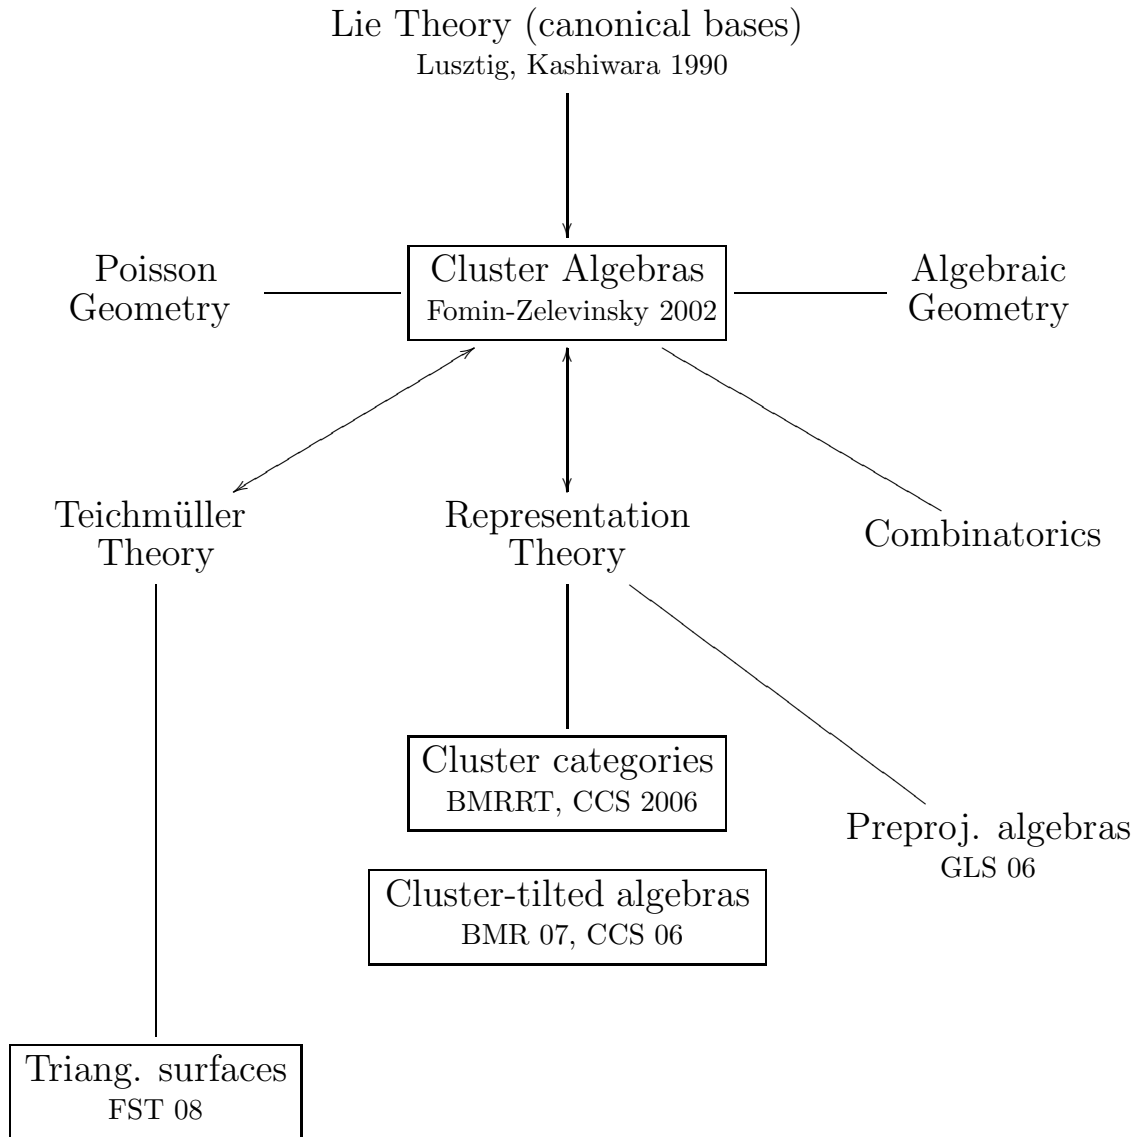 Lie Theory (canonical bases)
Lusztig, Kashiwara 1990
Poisson
Geometry
Cluster Algebras
Fomin-Zelevinsky 2002
Algebraic
Geometry
Teichmüller
Theory
Representation
Theory
Combinatorics
Cluster categories
BMRRT, CCS 2006
Preproj. algebras
GLS 06
Cluster-tilted algebras
BMR 07, CCS 06
Triang. surfaces
FST 08